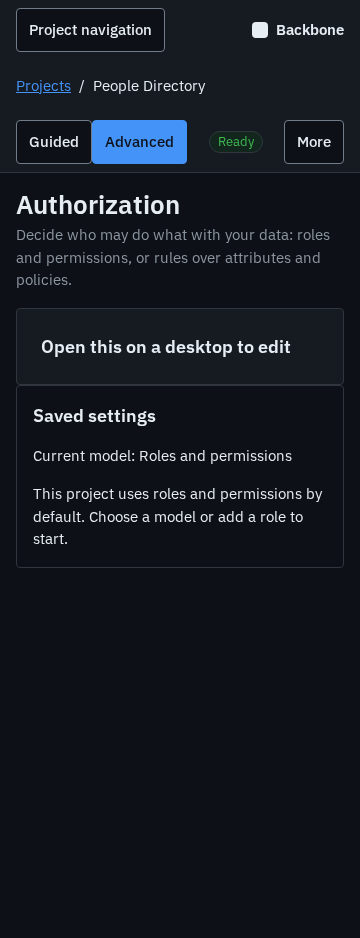 Project navigation
Backbone
Projects / People Directory
Guided
Advanced
Ready
More
Authorization
Decide who may do what with your data: roles
and permissions, or rules over attributes and
policies.
Open this on a desktop to edit
Saved settings
Current model: Roles and permissions
This project uses roles and permissions by
default. Choose a model or add a role to
start.